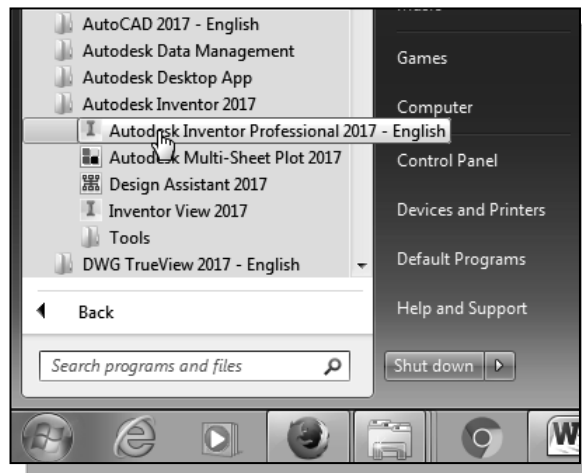 AutoCAD 2017 - English
Autodesk Data Management
Autodesk Desktop App
Autodesk Inventor 2017
Autodesk Inventor Professional 2017 - English
Autodesk Multi-Sheet Plot 2017
Design Assistant 2017
Inventor View 2017
Tools
DWG TrueView 2017 - English
Back
Search programs and files
Games
Computer
Control Panel
Devices and Printers
Default Programs
Help and Support
Shut down
W